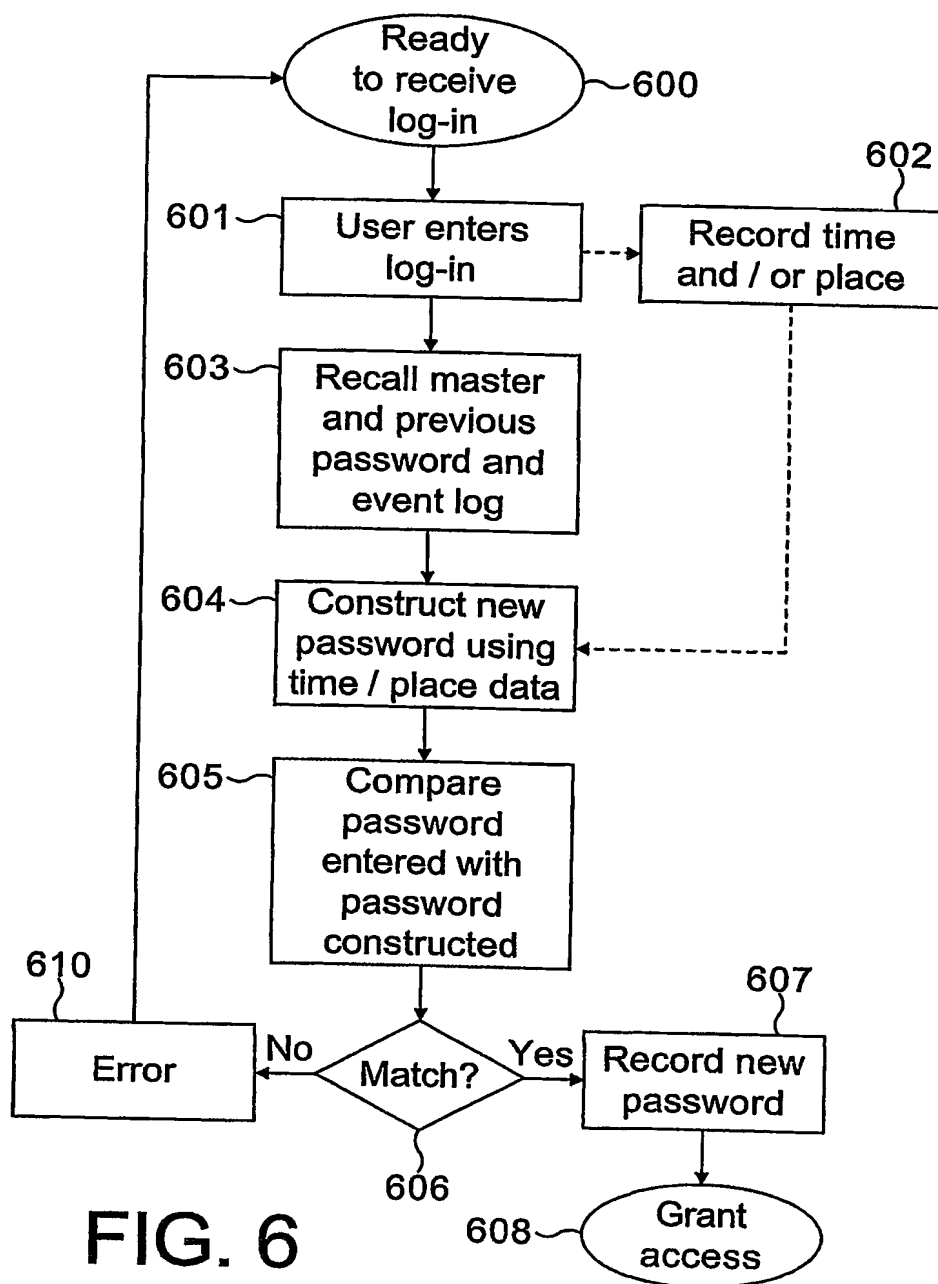 Ready
to receive
log-in
600
602
601
User enters
log-in
Record time
and / or place
603
Recall master
and previous
password and
event log
604
Construct new
password using
time / place data
605
Compare
password
entered with
password
constructed
610
607
Error
No
Match?
Yes
Record new
password
606
608
Grant
access
FIG. 6